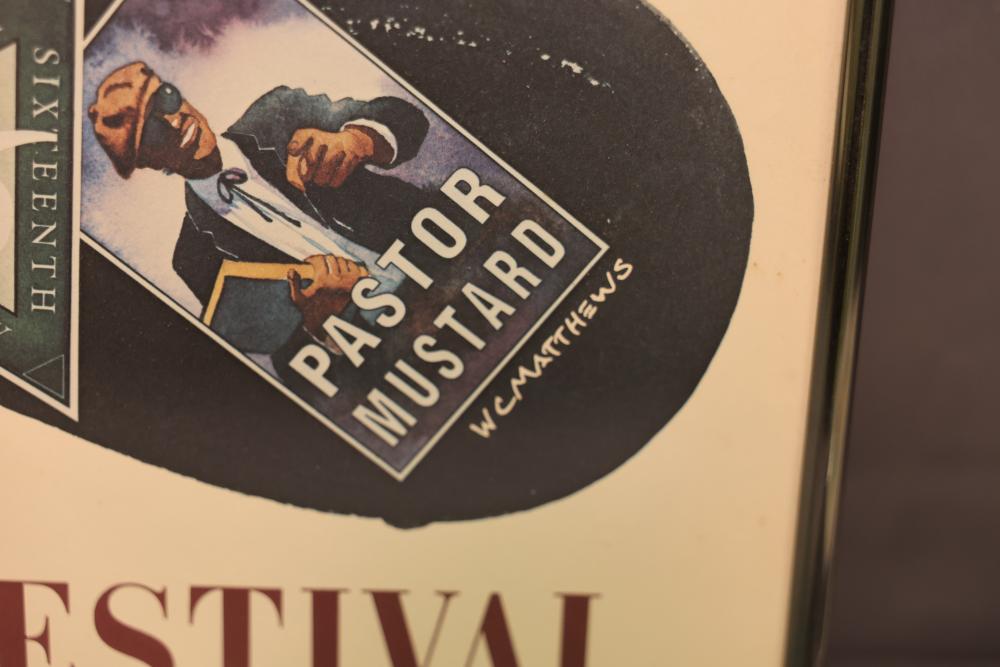 SIXTEENTH
PASTOR
MUSTARD
WCMATTHEWS
ESTIVAL